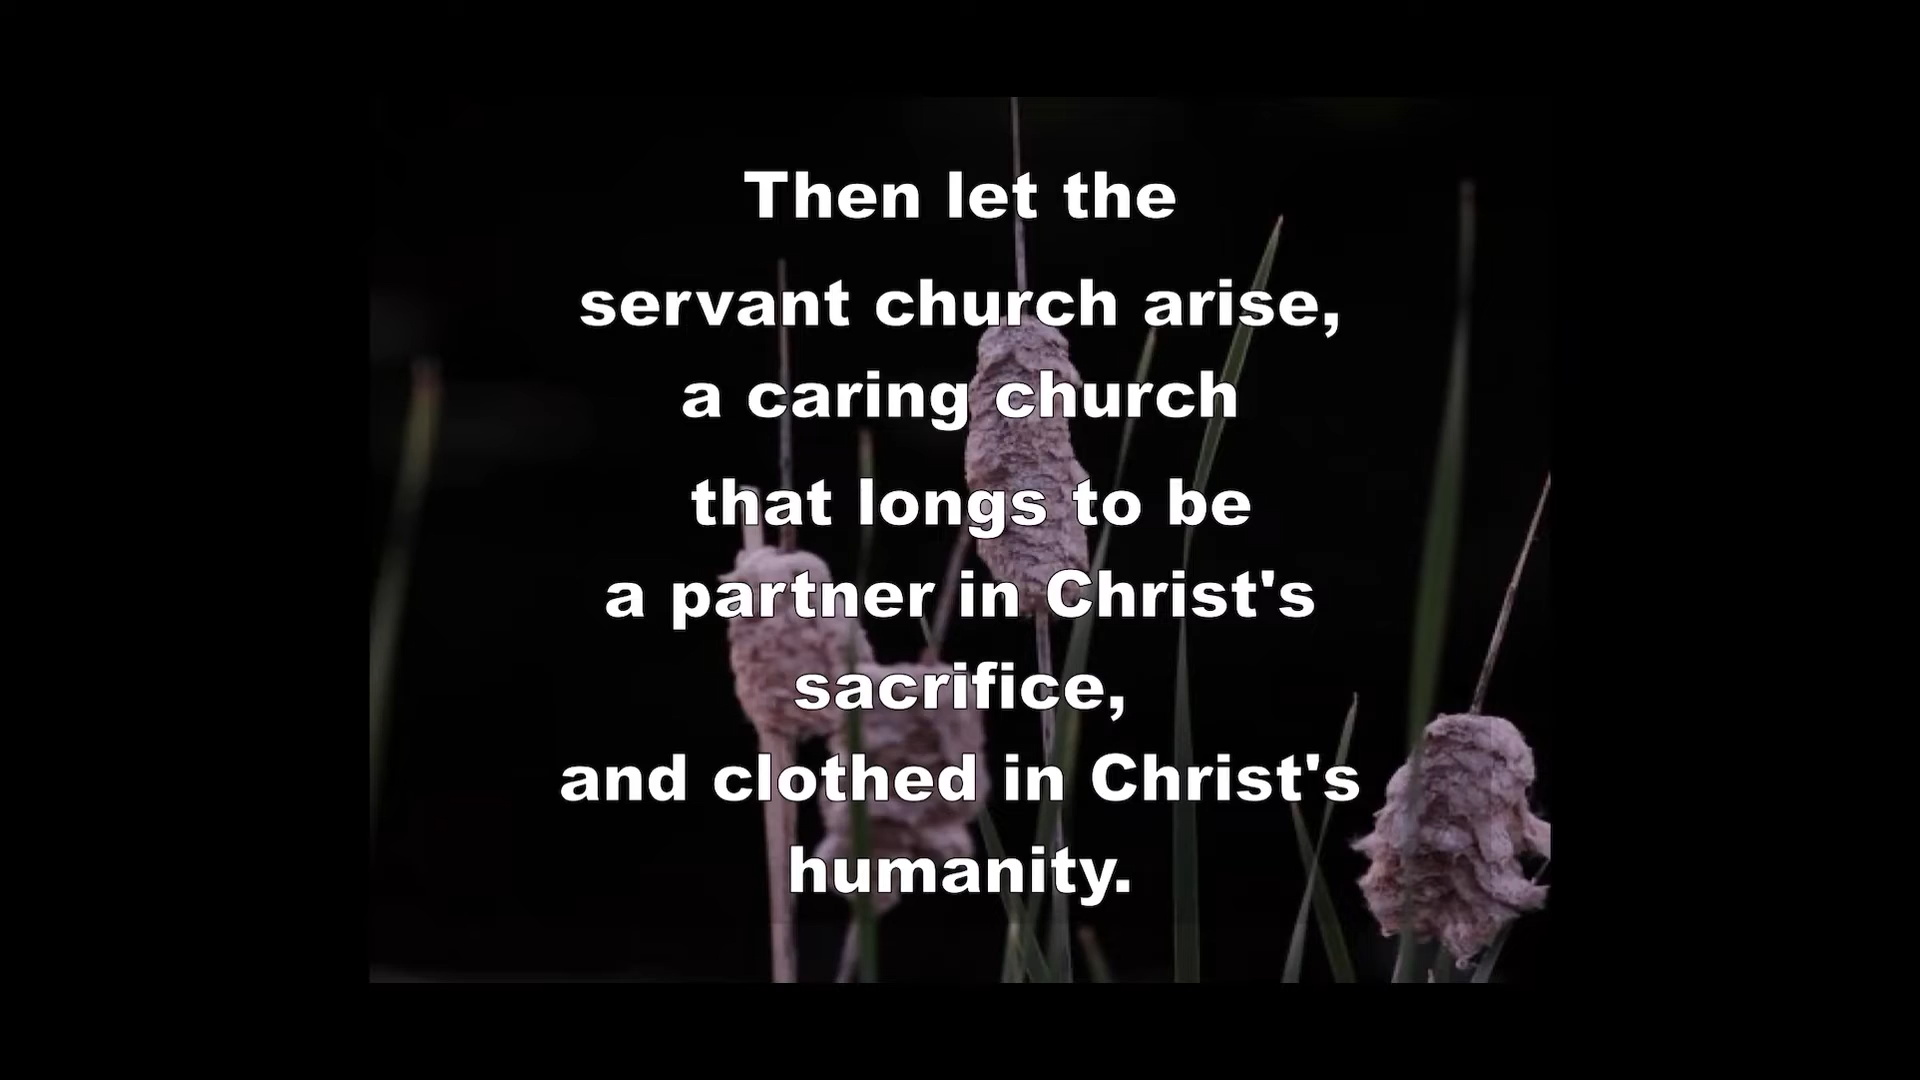 Then let the
servant church arise,
a caring church
that longs to be
a partner in Christ's
sacrifice,
and clothed in Christ's
humanity.